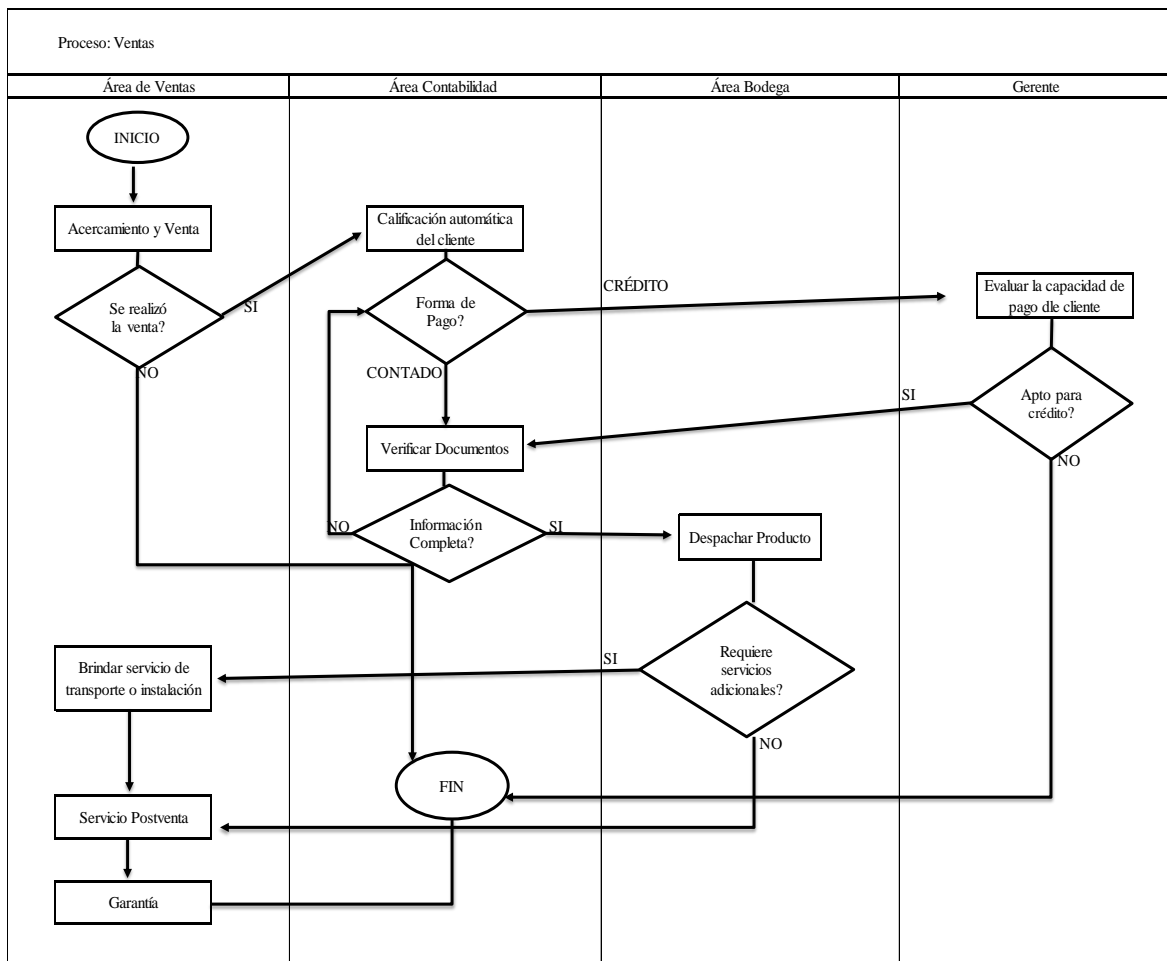 Proceso: Ventas
Área de Ventas
Área Contabilidad
Área Bodega
Gerente
INICIO
Acercamiento y Venta
Calificación automática
del cliente
Se realizó
la venta?
SI
NO
Forma de
Pago?
CRÉDITO
CONTADO
Evaluar la capacidad de
pago dle cliente
Apto para
crédito?
SI
NO
Verificar Documentos
Información
Completa?
NO
SI
Despachar Producto
Requiere
servicios
adicionales?
SI
NO
Brindar servicio de
transporte o instalación
FIN
Servicio Postventa
Garantía